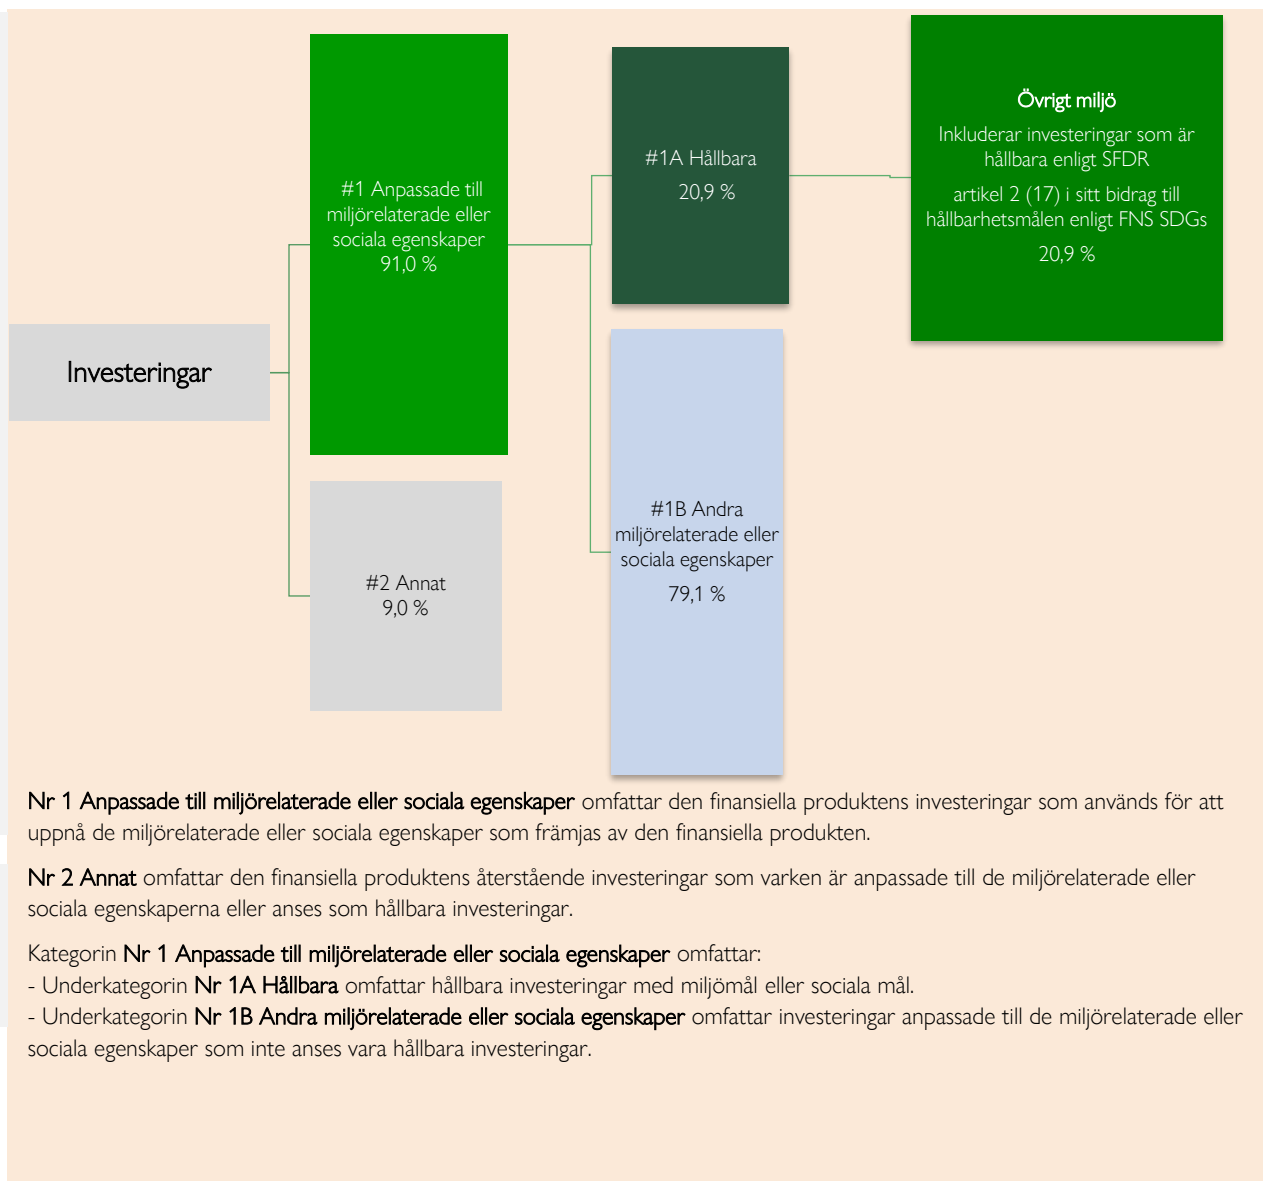 Investeringar
#1 Anpassade till
miljörelaterade eller
sociala egenskaper
91,0 %
#2 Annat
9,0 %
#1A Hållbara
20,9 %
#1B Andra
miljörelaterade eller
sociala egenskaper
79,1 %
Övrigt miljö
Inkluderar investeringar som är
hållbara enligt SFDR
artikel 2 (17) i sitt bidrag till
hållbarhetsmålen enligt FNS SDGs
20,9 %
Nr 1 Anpassade till miljörelaterade eller sociala egenskaper omfattar den finansiella produktens investeringar som används för att
uppnå de miljörelaterade eller sociala egenskaper som främjas av den finansiella produkten.
Nr 2 Annat omfattar den finansiella produktens återstående investeringar som varken är anpassade till de miljörelaterade eller
sociala egenskaperna eller anses som hållbara investeringar.
Kategorin Nr 1 Anpassade till miljörelaterade eller sociala egenskaper omfattar:
- Underkategorin Nr 1A Hållbara omfattar hållbara investeringar med miljömål eller sociala mål.
- Underkategorin Nr 1B Andra miljörelaterade eller sociala egenskaper omfattar investeringar anpassade till de miljörelaterade eller
sociala egenskaper som inte anses vara hållbara investeringar.